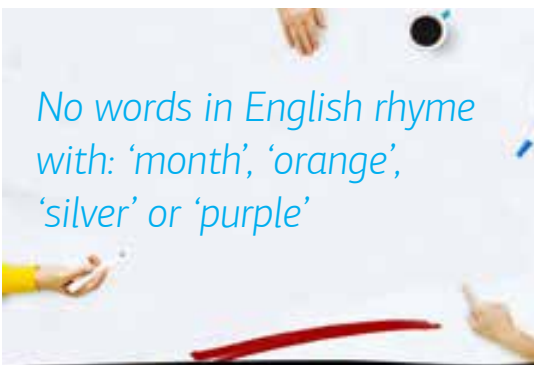 No words in English rhyme
with: ‘month’, ‘orange’,
‘silver’ or ‘purple’